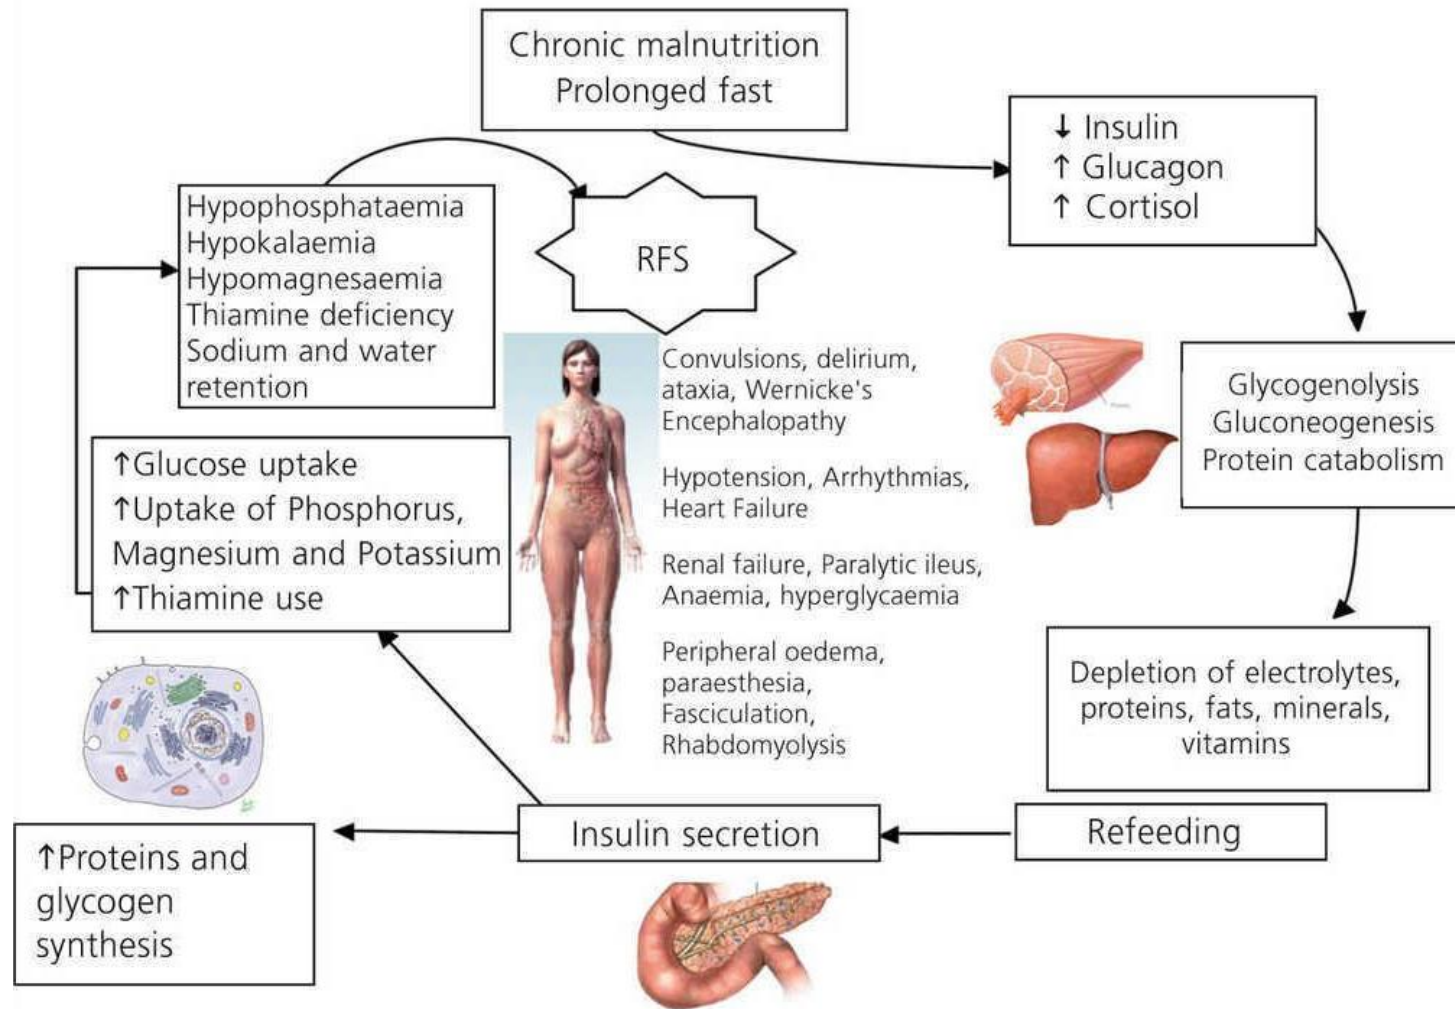 Chronic malnutrition
Prolonged fast
↓ Insulin
↑ Glucagon
↑ Cortisol
Hypophosphataemia
Hypokalaemia
Hypomagnesaemia
Thiamine deficiency
Sodium and water
retention
RFS
Convulsions, delirium,
ataxia, Wernicke's
Encephalopathy
Hypotension, Arrhythmias,
Heart Failure
Renal failure, Paralytic ileus,
Anaemia, hyperglycaemia
Peripheral oedema,
paraesthesia,
Fasciculation,
Rhabdomyolysis
Glycogenolysis
Gluconeogenesis
Protein catabolism
↑Glucose uptake
↑Uptake of Phosphorus,
Magnesium and Potassium
↑Thiamine use
Depletion of electrolytes,
proteins, fats, minerals,
vitamins
Insulin secretion
Refeeding
↑Proteins and
glycogen
synthesis